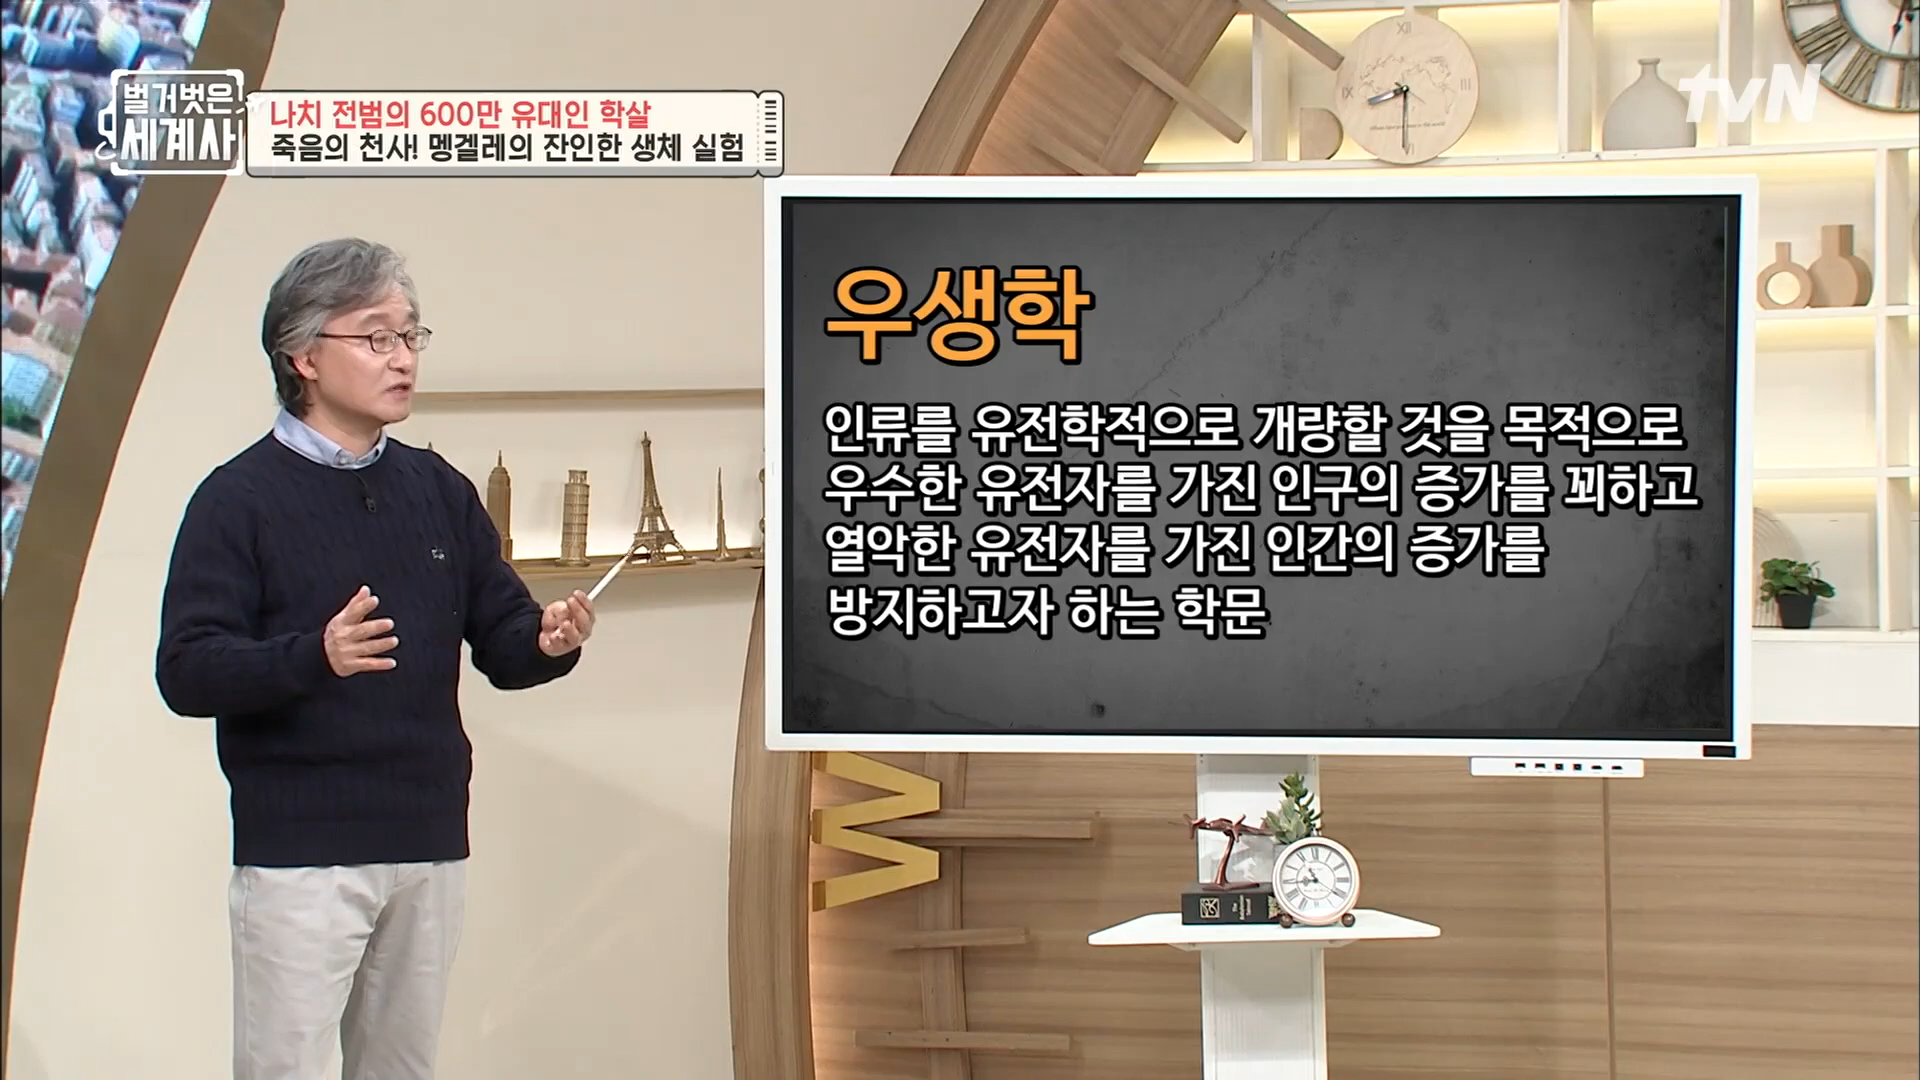 벌거벗은
세계사
나치 전범의 600만 유대인 학살
죽음의 천사! 멩겔레의 잔인한 생체 실험
tvN
XII
III
IX
우생학
인류를 유전학적으로 개량할 것을 목적으로
우수한 유전자를 가진 인구의 증가를 꾀하고
열악한 유전자를 가진 인간의 증가를
방지하고자 하는 학문
W